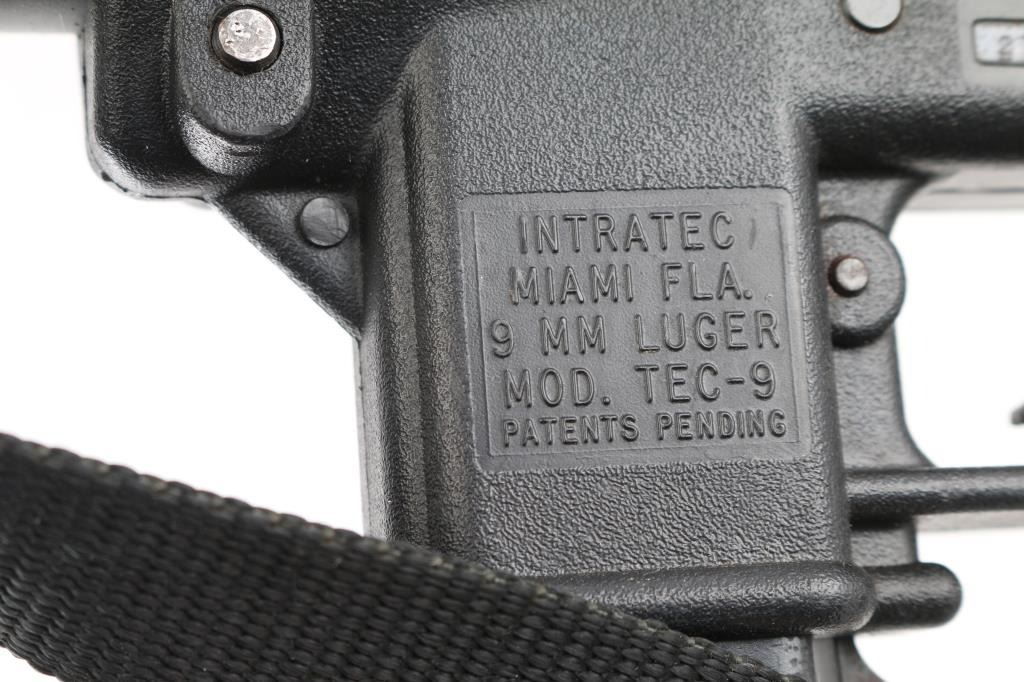 INTRATEC
MIAMI FLA.
9 MM LUGER
MOD. TEC-9
PATENTS PENDING